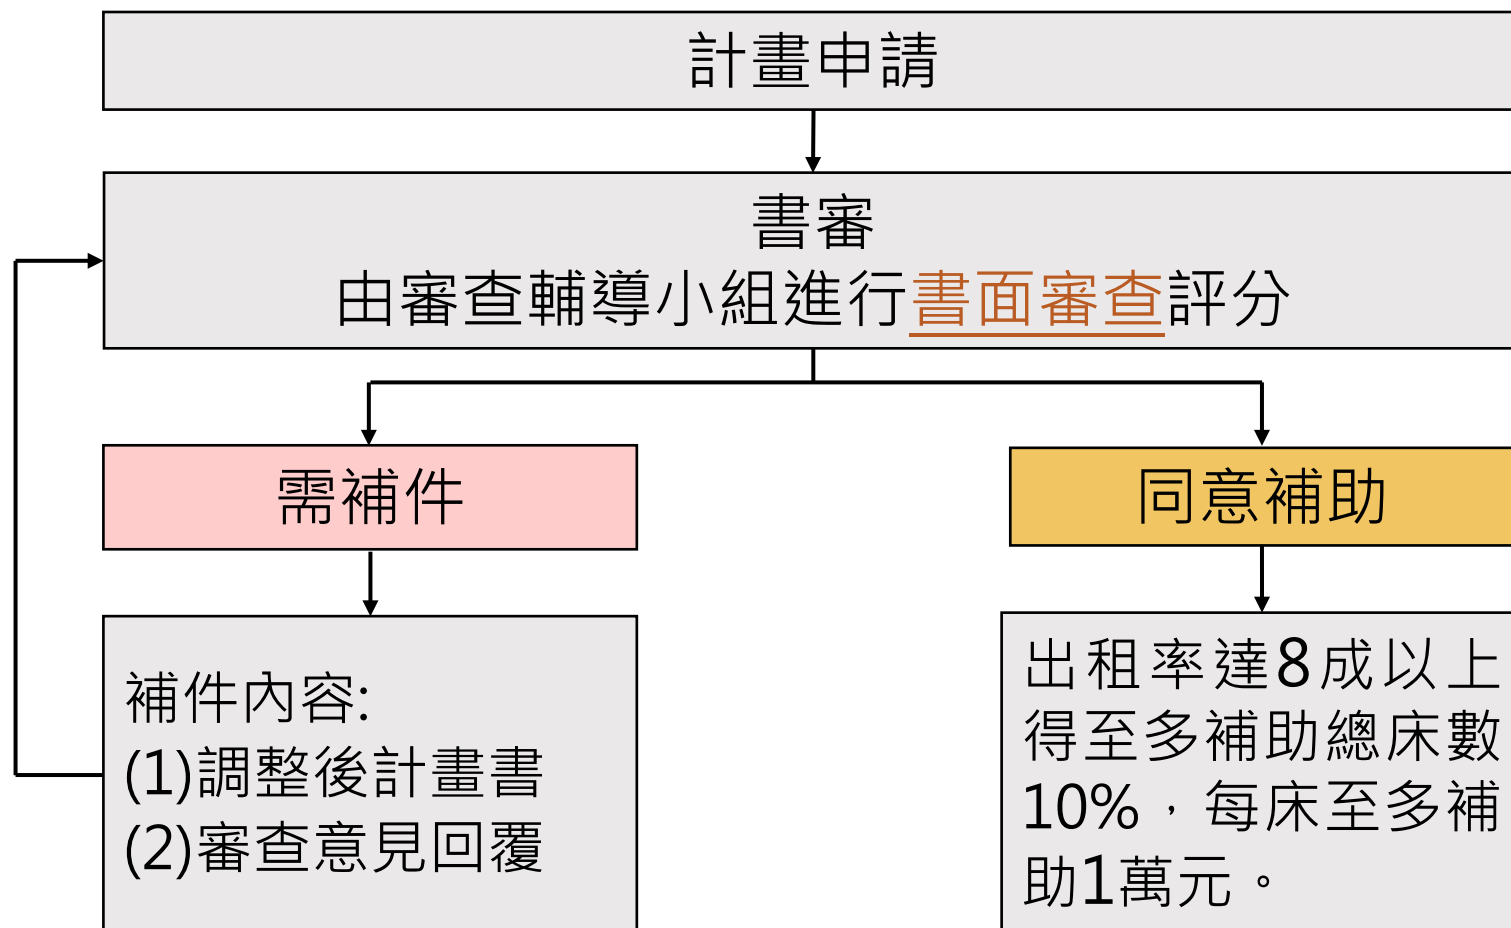 計畫申請
書審
由審查輔導小組進行書面審查評分
需補件
同意補助
補件內容:
(1)調整後計畫書
(2)審查意見回覆
出租率達8成以上
得至多補助總床數
10%，每床至多補
助1萬元。